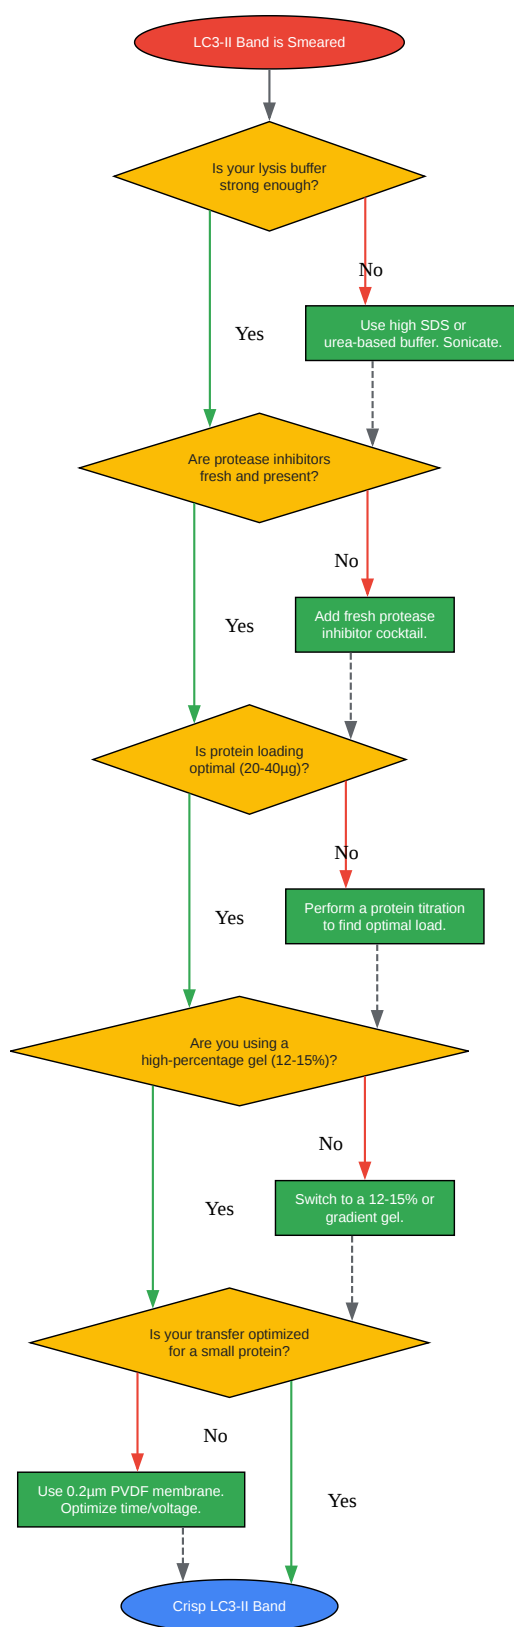 LC3-II Band is Smeared
Is your lysis buffer
strong enough?
No
Use high SDS or
urea-based buffer. Sonicate.
Yes
Are protease inhibitors
fresh and present?
No
Add fresh protease
inhibitor cocktail.
Yes
Is protein loading
optimal (20-40µg)?
No
Perform a protein titration
to find optimal load.
Yes
Are you using a
high-percentage gel (12-15%)?
No
Switch to a 12-15% or
gradient gel.
Yes
Is your transfer optimized
for a small protein?
No
Use 0.2µm PVDF membrane.
Optimize time/voltage.
Yes
Crisp LC3-II Band